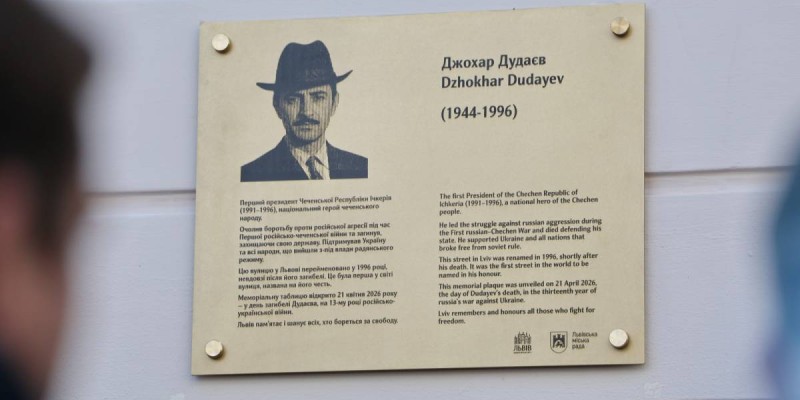 Джохар Дудаєв
Dzhokhar Dudayev
(1944-1996)
Перший президент Чеченської Республіки Ічкерія
(1991–1996), національний герой чеченського
народу.
Очолив боротьбу проти російської агресії під час
Першої російсько-чеченської війни та загинув,
захищаючи свою державу. Підтримував Україну
та всі народи, що вийшли з-під влади радянського
режиму.
Цю вулицю у Львові перейменовано у 1996 році,
невдовзі після його загибелі. Це була перша у світі
вулиця, названа на його честь.
Меморіальну таблицю відкрито 21 квітня 2026 року
– у день загибелі Дудаєва, на 13-му році російсько-
української війни.
Львів пам'ятає і шанує всіх, хто бореться за свободу.
The first President of the Chechen Republic of
Ichkeria (1991–1996), a national hero of the Chechen
people.
He led the struggle against russian aggression during
the First russian–Chechen War and died defending his
state. He supported Ukraine and all nations that
broke free from soviet rule.
This street in Lviv was renamed in 1996, shortly after
his death. It was the first street in the world to be
named in his honour.
This memorial plaque was unveiled on 21 April 2026,
the day of Dudayev's death, in the thirteenth year of
russia's war against Ukraine.
Lviv remembers and honours all those who fight for
freedom.
ЛЬВІВ
Львівська
міська
рада